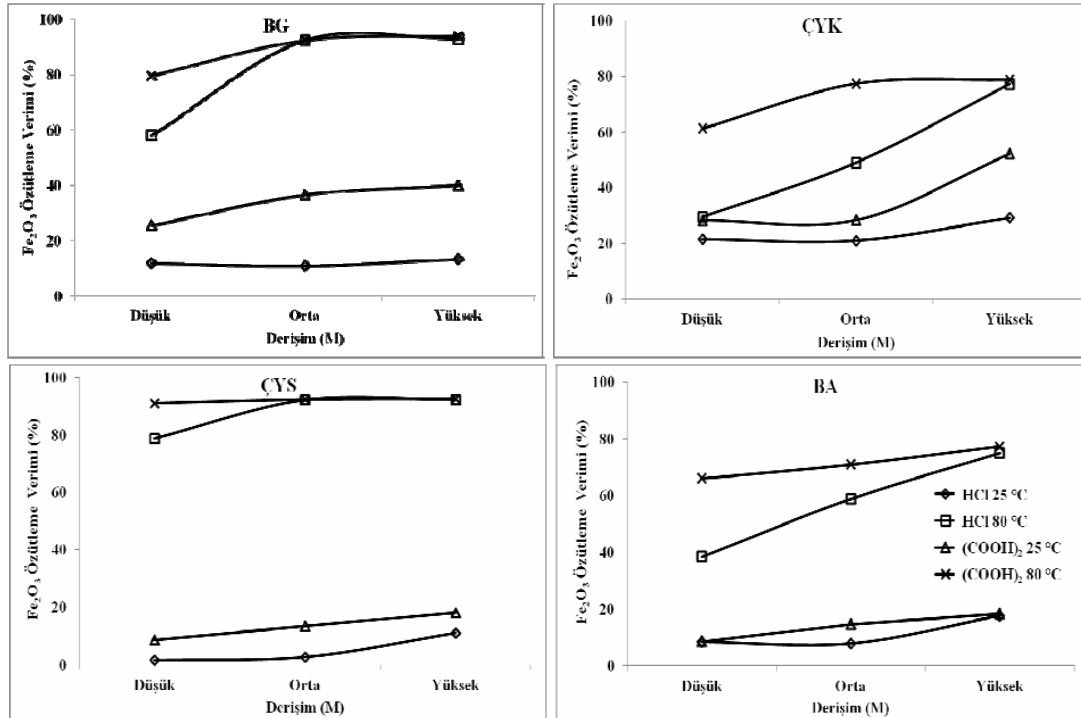 BG
Fe₂O₃ Özütleme Verimi (%)
100
80
60
40
20
0
Düşük Orta Yüksek
Derişim (M)
ÇYK
Fe₂O₃ Özütleme Verimi (%)
100
80
60
40
20
0
Düşük Orta Yüksek
Derişim (M)
ÇYS
Fe₂O₃ Özütleme Verimi (%)
100
80
60
40
20
0
Düşük Orta Yüksek
Derişim (M)
BA
Fe₂O₃ Özütleme Verimi (%)
100
80
60
40
20
0
HCl 25 °C
HCl 80 °C
(COOH)₂ 25 °C
(COOH)₂ 80 °C
Düşük Orta Yüksek
Derişim (M)